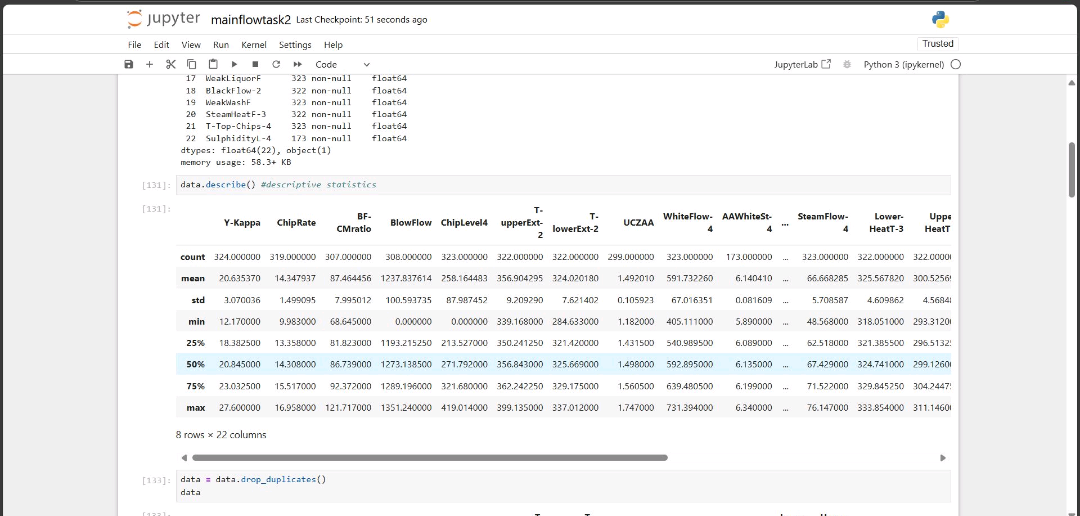 jupyter mainflowtask2 Last Checkpoint: 51 seconds ago
File Edit View Run Kernel Settings Help Trusted
Code JupyterLab Python 3 (ipykernel)
17 WeakLiquorF 323 non-null float64
18 BlackFlow-2 322 non-null float64
19 WeakWashF 323 non-null float64
20 SteamHeatF-3 322 non-null float64
21 T-Top-Chips-4 323 non-null float64
22 SulphidityL-4 173 non-null float64
dtypes: float64(22), object(1)
memory usage: 58.3+ KB
[131]: data.describe() #descriptive statistics
[131]:
Y-Kappa ChipRate BF-CMratio BlowFlow ChipLevel4 T-upperExt-2 T-lowerExt-2 UCZAA WhiteFlow-4 AAWhiteSt-4 ... SteamFlow-4 Lower-HeatT-3 Uppe HeatT
count 324.000000 319.000000 307.000000 308.000000 323.000000 322.000000 322.000000 299.000000 323.000000 173.000000 ... 323.000000 322.000000 322.0000
mean 20.635370 14.347937 87.464456 1237.837614 258.164483 356.904295 324.020180 1.492010 591.732260 6.140410 ... 66.668285 325.567820 300.5256
std 3.070036 1.499095 7.995012 100.593735 87.987452 9.209290 7.621402 0.105923 67.016351 0.081609 ... 5.708587 4.609862 4.5684
min 12.170000 9.983000 68.645000 0.000000 0.000000 339.168000 284.633000 1.182000 405.111000 5.890000 ... 48.568000 318.051000 293.3120
25% 18.382500 13.358000 81.823000 1193.215250 213.527000 350.241250 321.420000 1.431500 540.989500 6.089000 ... 62.518000 321.385500 296.5132
50% 20.845000 14.308000 86.739000 1273.138500 271.792000 356.843000 325.669000 1.498000 592.895000 6.135000 ... 67.429000 324.741000 299.1260
75% 23.032500 15.517000 92.372000 1289.196000 321.680000 362.242250 329.175000 1.560500 639.480500 6.199000 ... 71.522000 329.845250 304.2447
max 27.600000 16.958000 121.717000 1351.240000 419.014000 399.135000 337.012000 1.747000 731.394000 6.340000 ... 76.147000 333.854000 311.1460
8 rows × 22 columns
[133]: data = data.drop_duplicates()
data